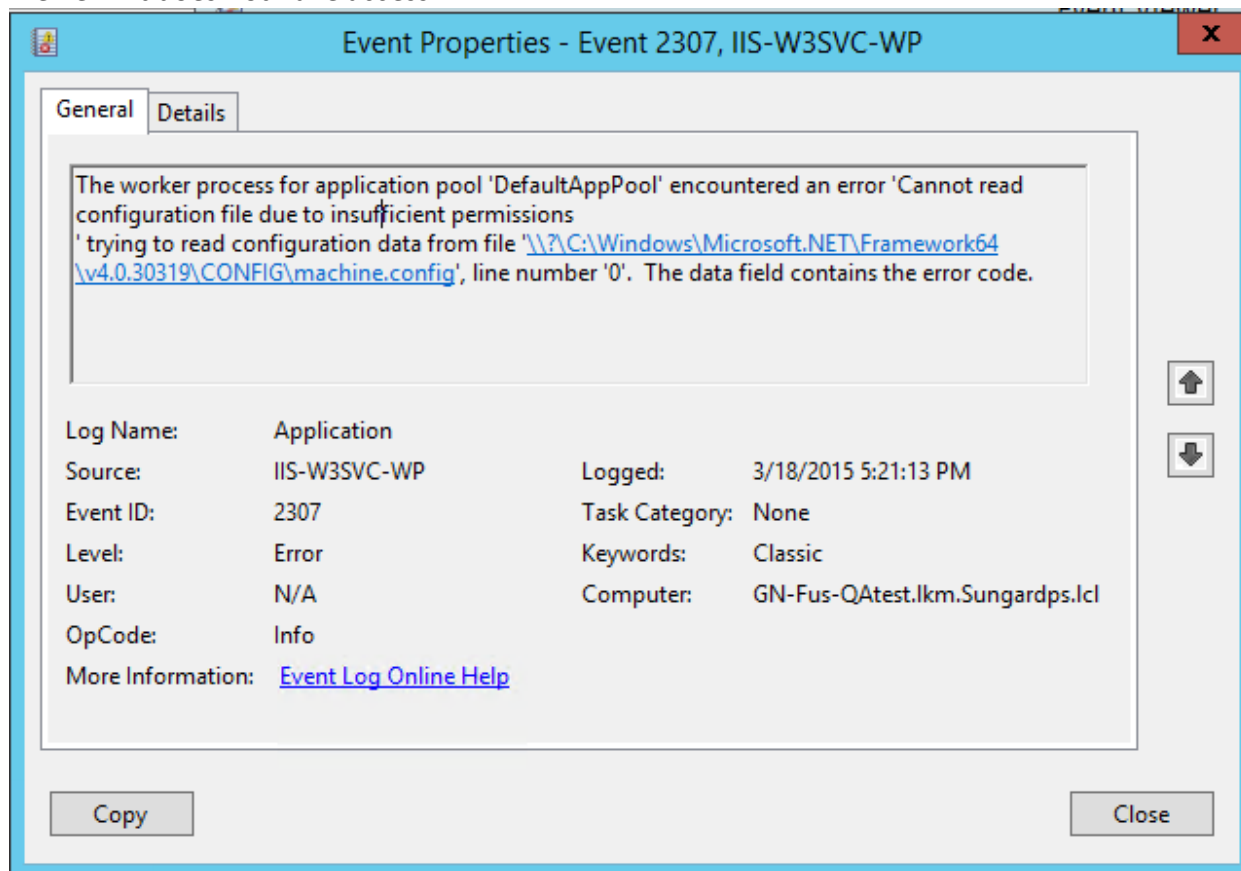 Event Properties - Event 2307, IIS-W3SVC-WP
x
General Details
The worker process for application pool 'DefaultAppPool' encountered an error 'Cannot read
configuration file due to insufficient permissions
' trying to read configuration data from file '\\?\C:\Windows\Microsoft.NET\Framework64
\v4.0.30319\CONFIG\machine.config', line number '0'. The data field contains the error code.
Log Name: Application
Source: IIS-W3SVC-WP Logged: 3/18/2015 5:21:13 PM
Event ID: 2307 Task Category: None
Level: Error Keywords: Classic
User: N/A Computer: GN-Fus-QAtest.lkm.Sungardps.lcl
OpCode: Info
More Information: Event Log Online Help
Copy Close